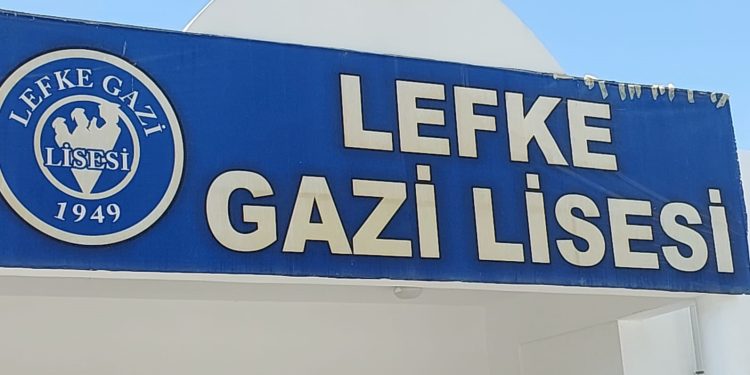 LEFKE GAZİ
LİSESİ
1949
LEFKE
GAZİ LİSESİ